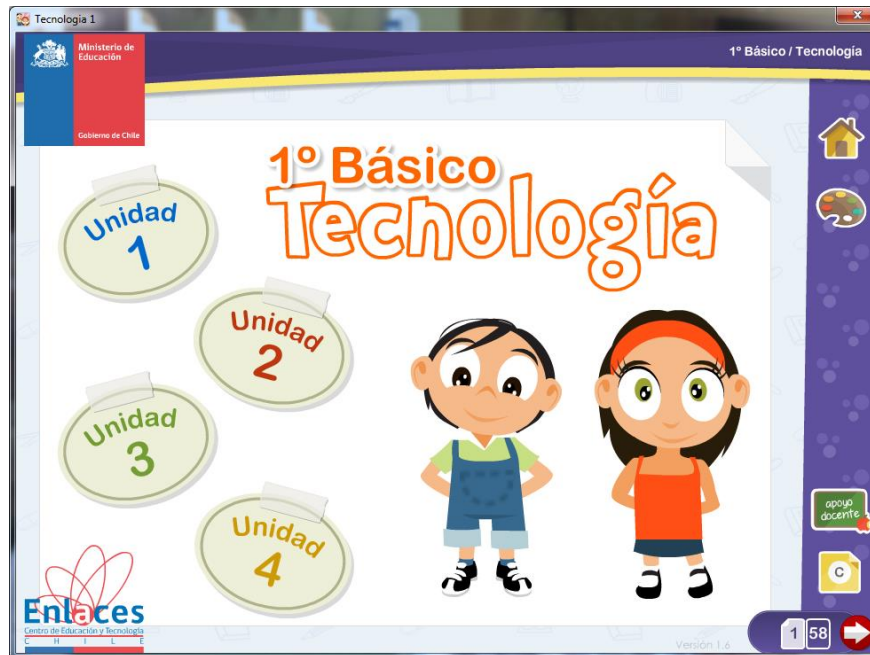 Tecnologia 1
Ministerio de
Educación
Gobierno de Chile
1º Básico / Tecnología
1º Básico
Tecnología
Unidad
1
Unidad
2
Unidad
3
Unidad
4
apoyo
docente
C
Enlaces
Centro de Educación y Tecnología
CHILE
Versión 1.6
1 58